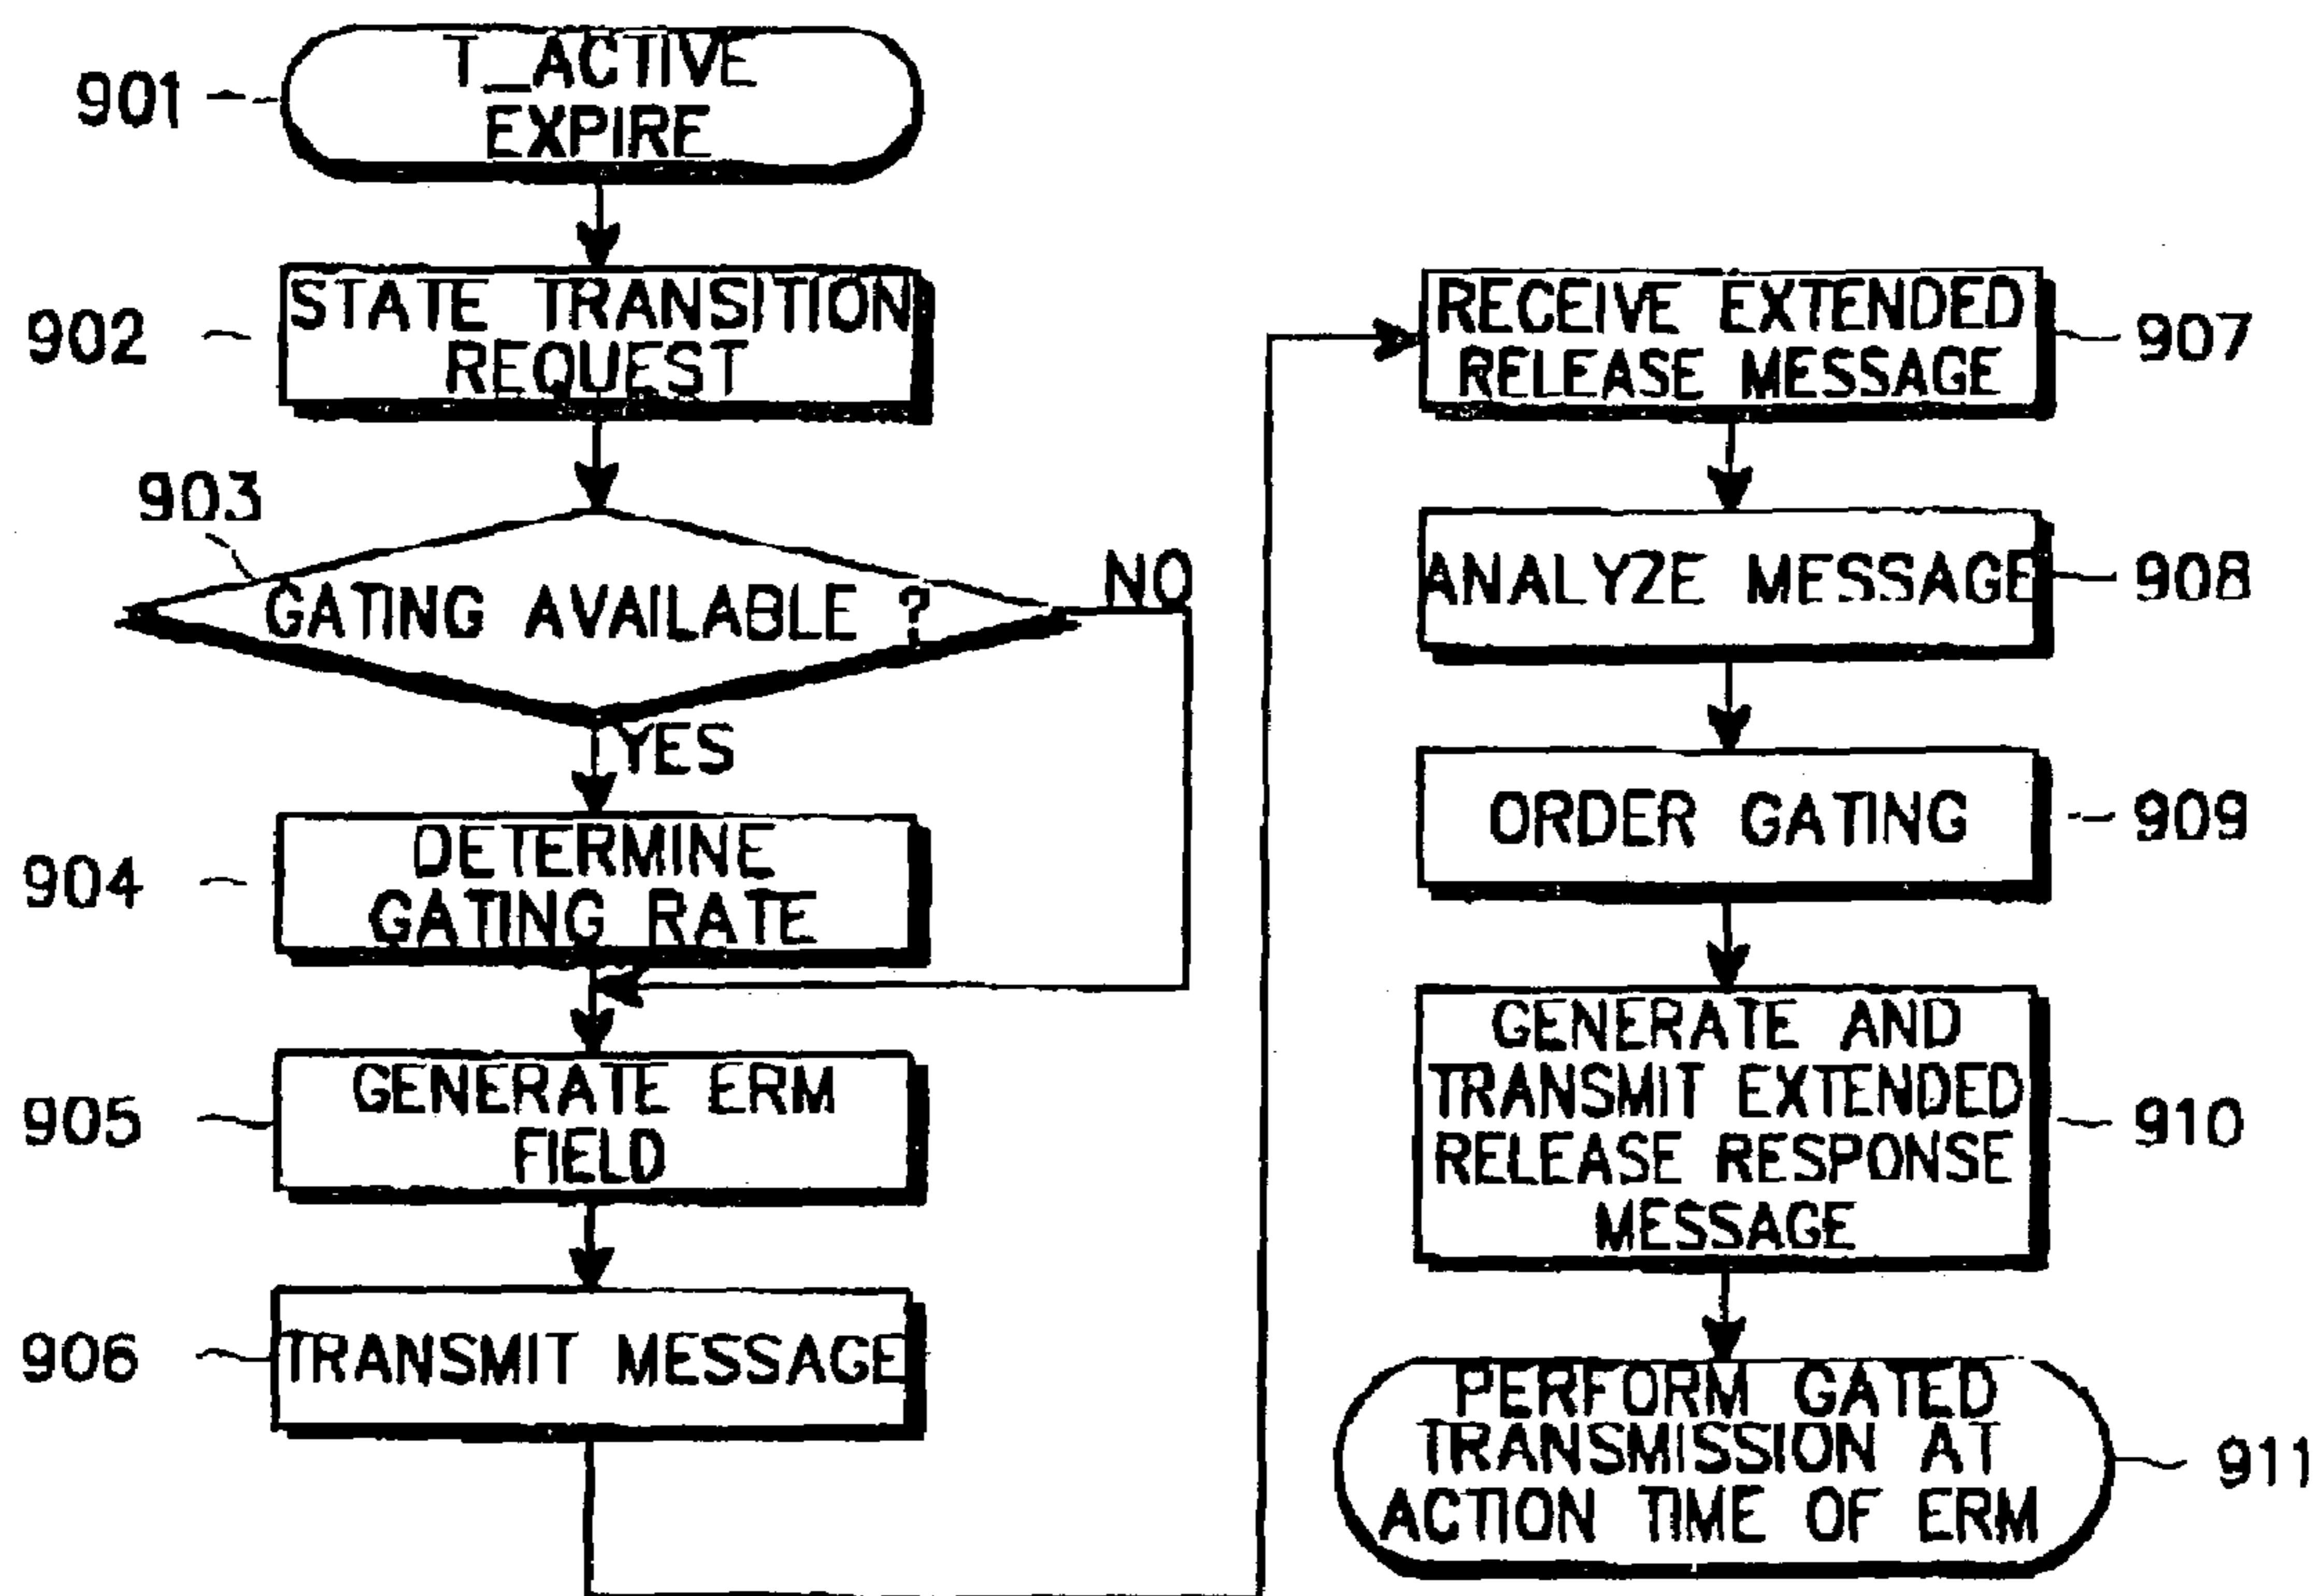 901
T_ACTIVE
EXPIRE
902
STATE TRANSITION
REQUEST
903
GATING AVAILABLE ?
NO
YES
904
DETERMINE
GATING RATE
905
GENERATE ERM
FIELD
906
TRANSMIT MESSAGE
RECEIVE EXTENDED
RELEASE MESSAGE
907
ANALYZE MESSAGE
908
ORDER GATING
909
GENERATE AND
TRANSMIT EXTENDED
RELEASE RESPONSE
MESSAGE
910
PERFORM GATED
TRANSMISSION AT
ACTION TIME OF ERM
911